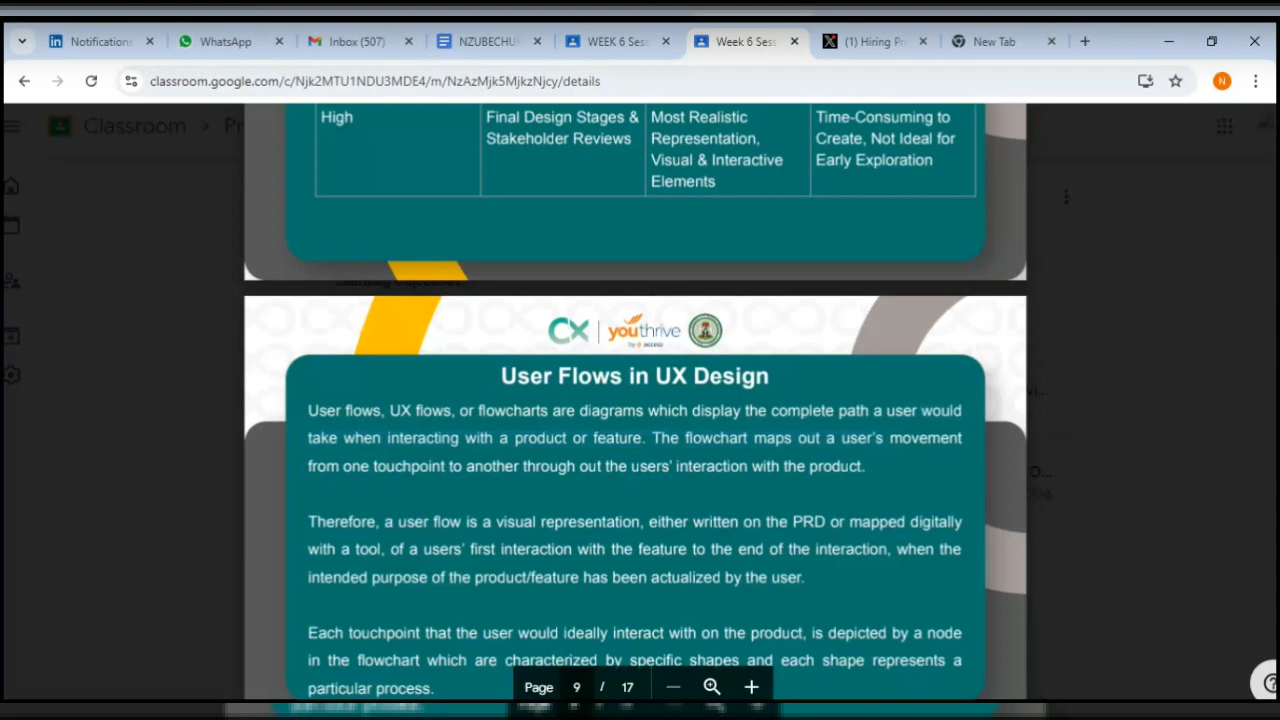 Notifications
WhatsApp
Inbox (507)
NZUBECHU
WEEK 6 Sess
Week 6 Sess
(1) Hiring Pr
New Tab
classroom.google.com/c/Njk2MTU1NDU3MDE4/m/NzAzMjk5MjkzNjcy/details
Classroom > Pr
High
Final Design Stages &
Stakeholder Reviews
Most Realistic
Representation,
Visual & Interactive
Elements
Time-Consuming to
Create, Not Ideal for
Early Exploration
CX
youthrive
by access
User Flows in UX Design
User flows, UX flows, or flowcharts are diagrams which display the complete path a user would
take when interacting with a product or feature. The flowchart maps out a user's movement
from one touchpoint to another through out the users' interaction with the product.
Therefore, a user flow is a visual representation, either written on the PRD or mapped digitally
with a tool, of a users' first interaction with the feature to the end of the interaction, when the
intended purpose of the product/feature has been actualized by the user.
Each touchpoint that the user would ideally interact with on the product, is depicted by a node
in the flowchart which are characterized by specific shapes and each shape represents a
particular process.
Page 9 / 17